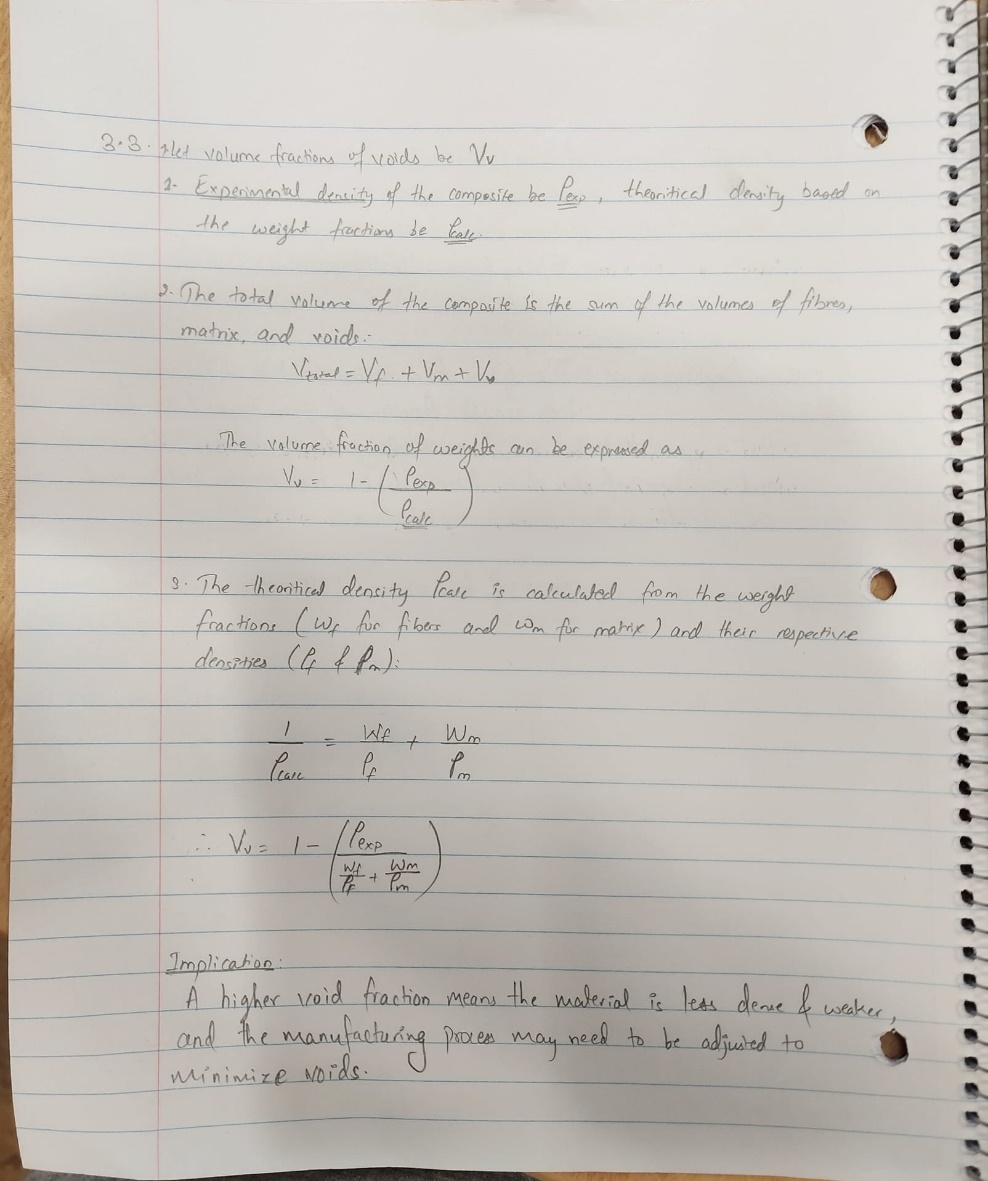 3.3. let volume fractions of voids be Vv
1. Experimental density of the composite be ρexp, theoritical density based on
the weight fractions be ρcalc.
2. The total volume of the composite is the sum of the volumes of fibres,
matrix, and voids:-
Vtotal = Vf + Vm + Vv
The volume fraction of weights can be expressed as
Vv = 1 - (ρexp / ρcalc)
3. The theoritical density ρcalc is calculated from the weight
fractions (wf for fibers and wm for matrix) and their respective
densities (ρf & ρm):
1/ρcalc = Wf/ρf + Wm/ρm
∴ Vv = 1 - (ρexp / (Wf/ρf + Wm/ρm))
Implication:
A higher void fraction means the material is less dense & weaker,
and the manufacturing process may need to be adjusted to
minimize voids.